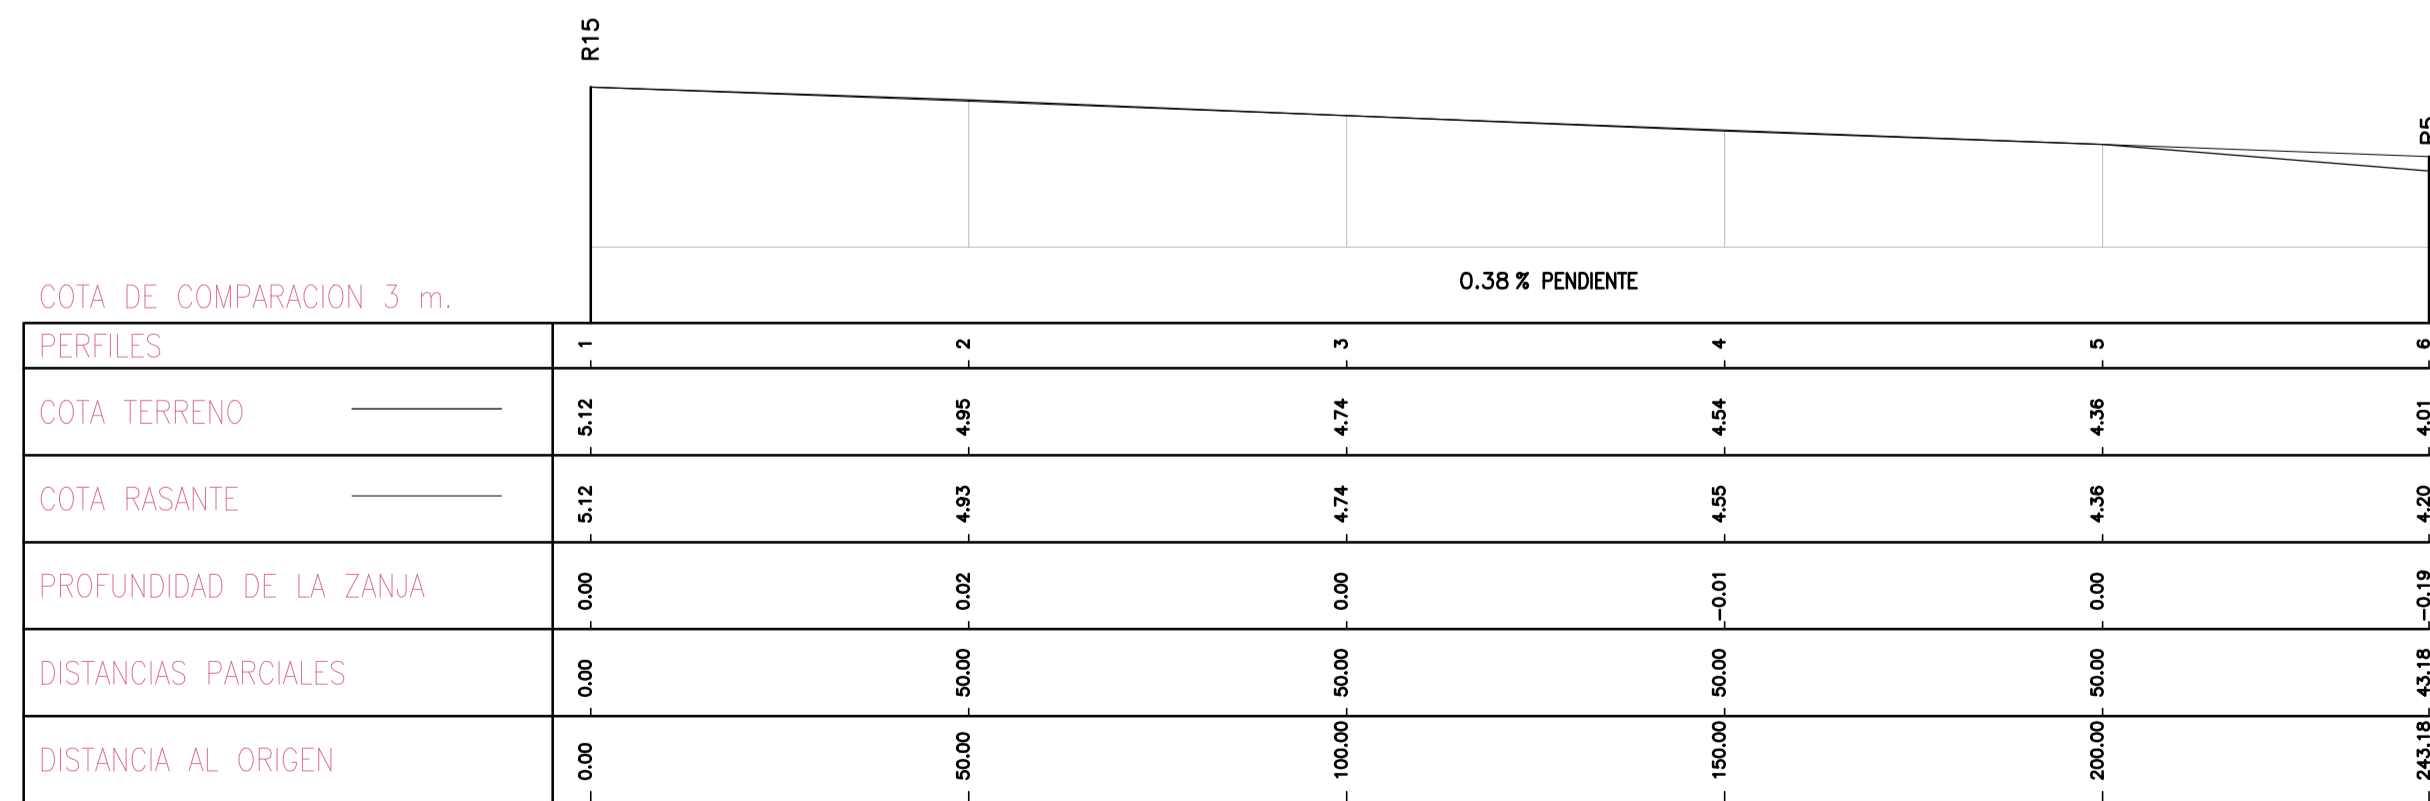 R15
R5
0.38 % PENDIENTE
COTA DE COMPARACION 3 m.
PERFILES 1 2 3 4 5 6
COTA TERRENO 5.12 4.95 4.74 4.54 4.36 4.01
COTA RASANTE 5.12 4.93 4.74 4.55 4.36 4.20
PROFUNDIDAD DE LA ZANJA 0.00 0.02 0.00 -0.01 0.00 -0.19
DISTANCIAS PARCIALES 0.00 50.00 50.00 50.00 50.00 43.18
DISTANCIA AL ORIGEN 0.00 50.00 100.00 150.00 200.00 243.18